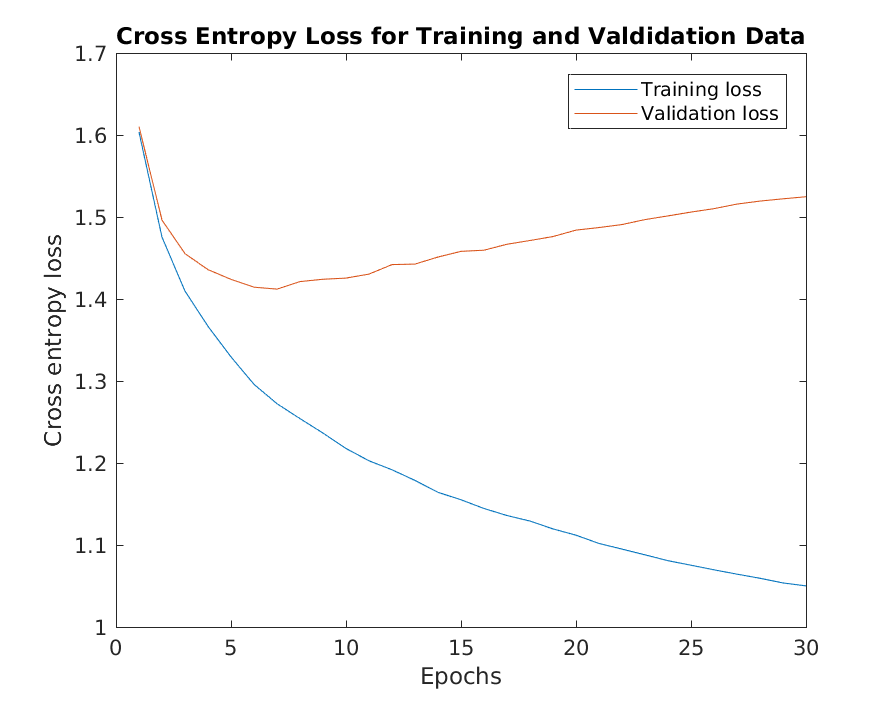 Cross Entropy Loss for Training and Valdidation Data
1.7
1.6
1.5
1.4
1.3
1.2
1.1
1
Cross entropy loss
Training loss
Validation loss
0 5 10 15 20 25 30
Epochs